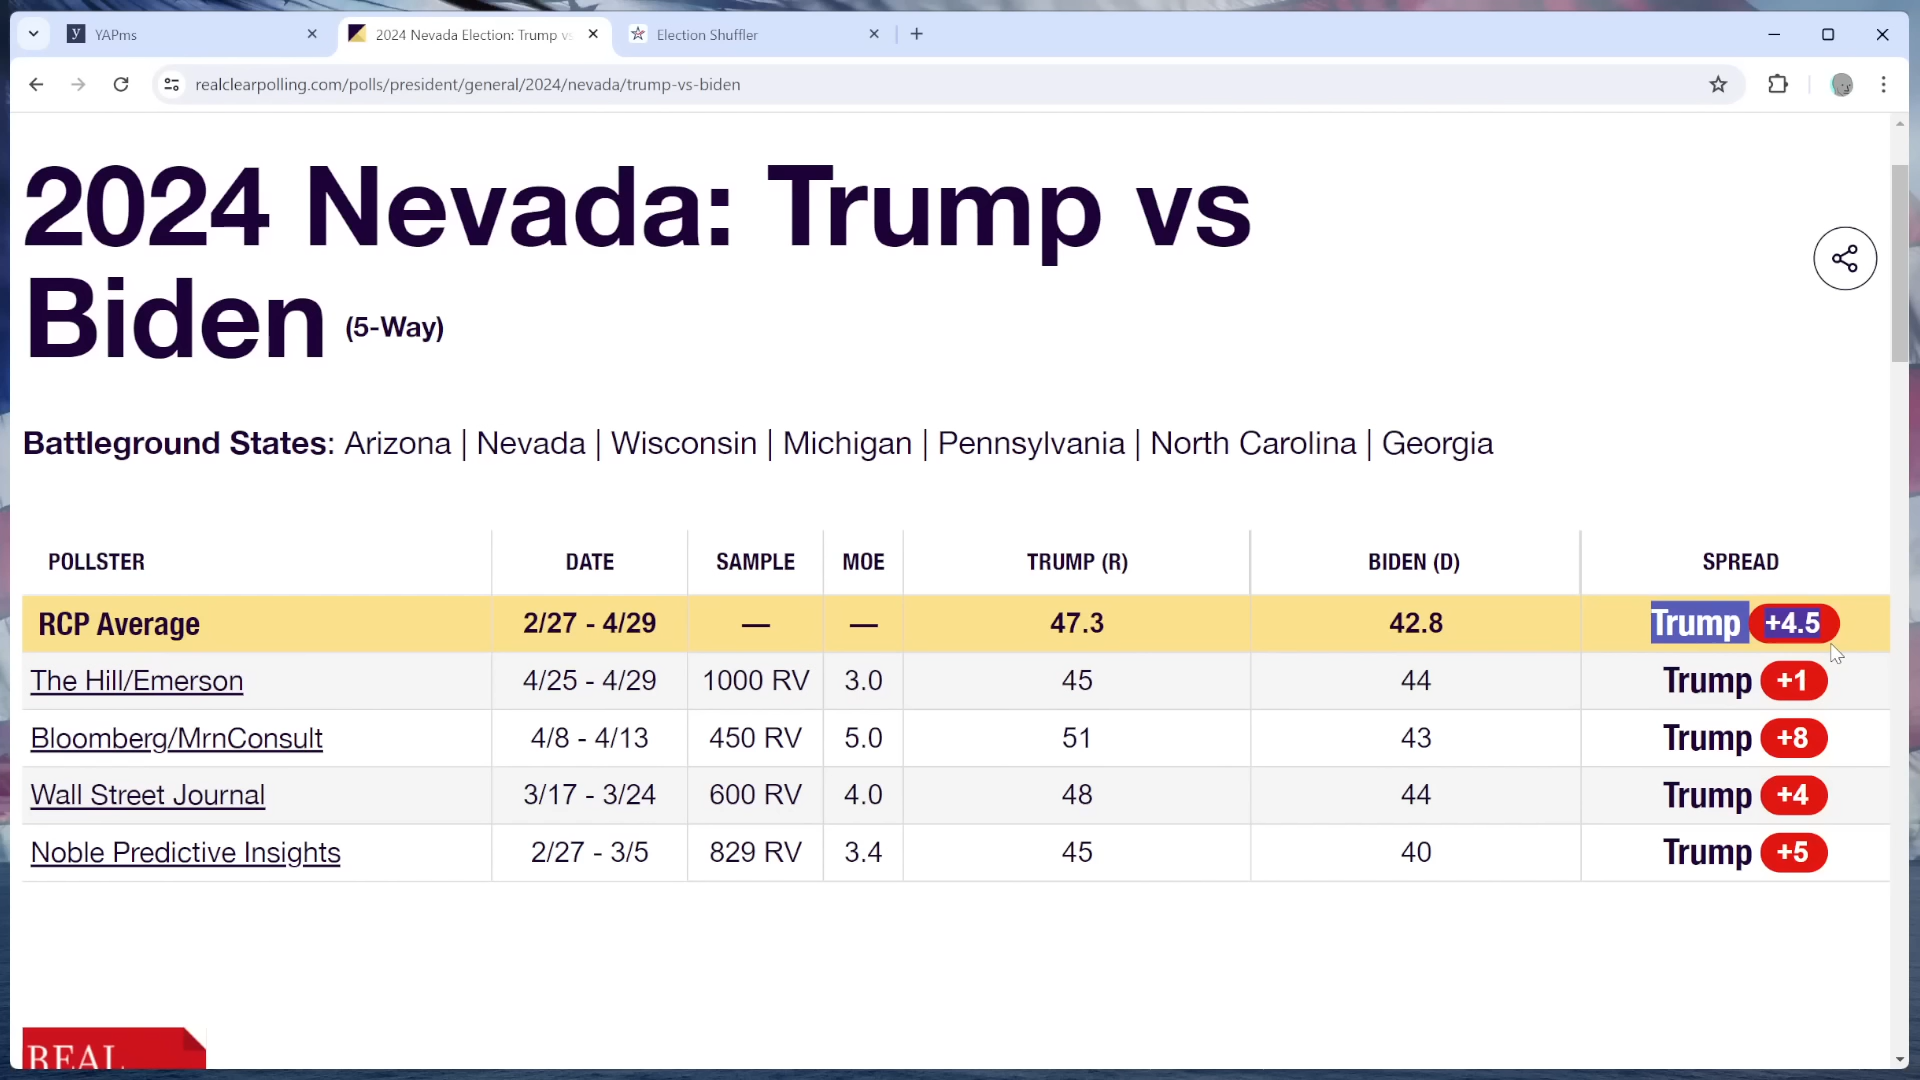 YAPms
2024 Nevada Election: Trump vs
Election Shuffler
realclearpolling.com/polls/president/general/2024/nevada/trump-vs-biden
2024 Nevada: Trump vs
Biden (5-Way)
Battleground States: Arizona | Nevada | Wisconsin | Michigan | Pennsylvania | North Carolina | Georgia
POLLSTER DATE SAMPLE MOE TRUMP (R) BIDEN (D) SPREAD
RCP Average 2/27 - 4/29 — — 47.3 42.8 Trump +4.5
The Hill/Emerson 4/25 - 4/29 1000 RV 3.0 45 44 Trump +1
Bloomberg/MrnConsult 4/8 - 4/13 450 RV 5.0 51 43 Trump +8
Wall Street Journal 3/17 - 3/24 600 RV 4.0 48 44 Trump +4
Noble Predictive Insights 2/27 - 3/5 829 RV 3.4 45 40 Trump +5
REAL